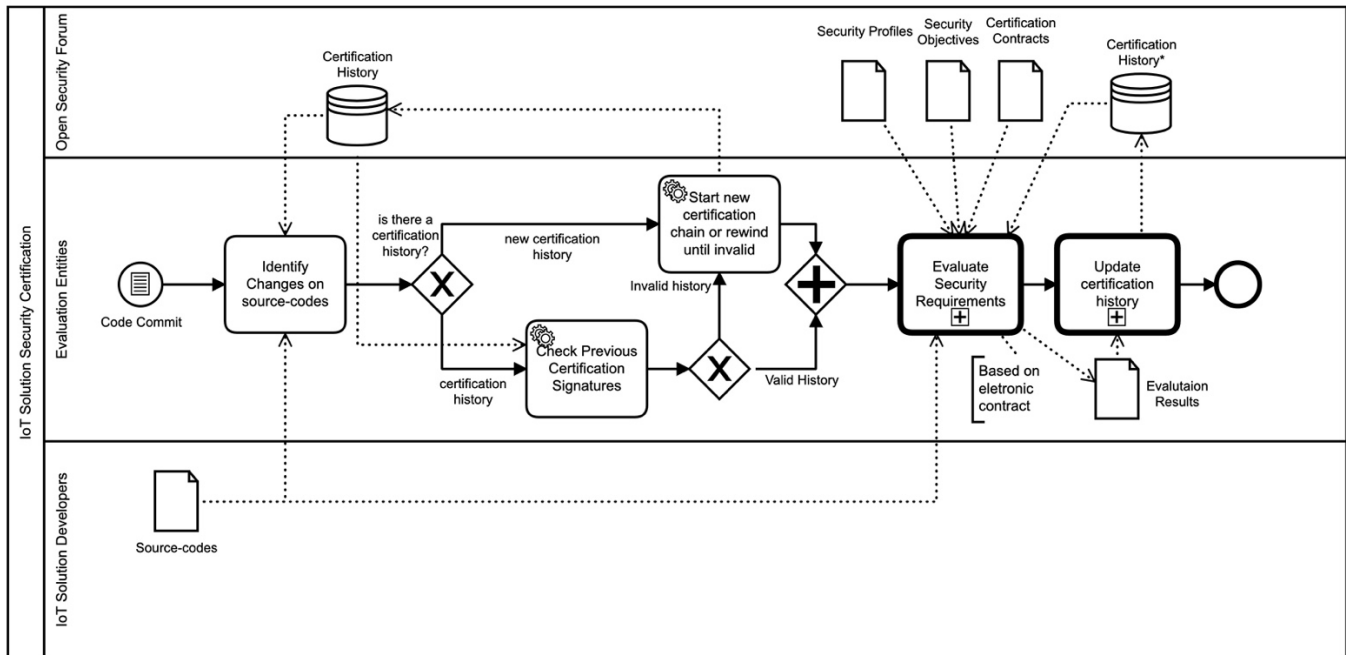 IoT Solution Security Certification
Open Security Forum
Certification
History
Security Profiles
Security
Objectives
Certification
Contracts
Certification
History*
Evaluation Entities
Code Commit
Identify
Changes on
source-codes
is there a
certification
history?
X
new certification
history
certification
history
Start new
certification
chain or rewind
until invalid
Invalid history
Check Previous
Certification
Signatures
X
Valid History
Evaluate
Security
Requirements
Update
certification
history
Based on
eletronic
contract
Evalutaion
Results
IoT Solution Developers
Source-codes